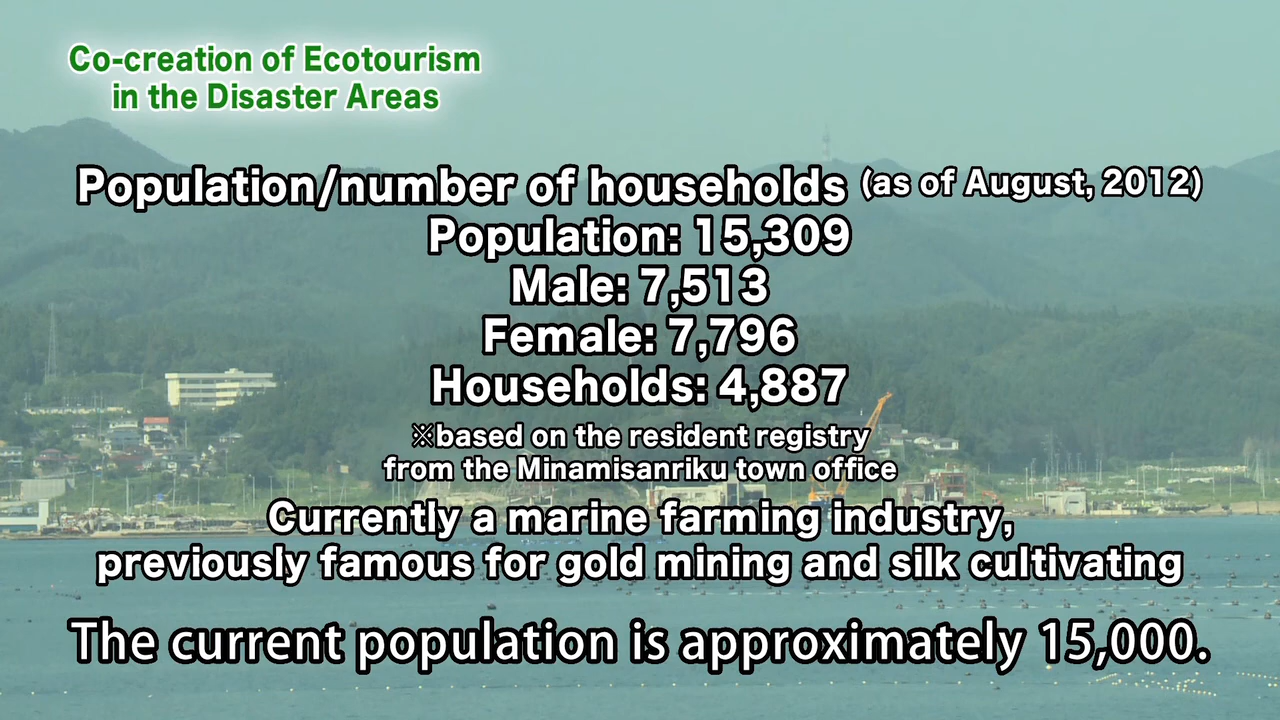 Co-creation of Ecotourism
in the Disaster Areas
Population/number of households (as of August, 2012)
Population: 15,309
Male: 7,513
Female: 7,796
Households: 4,887
※based on the resident registry
from the Minamisanriku town office
Currently a marine farming industry,
previously famous for gold mining and silk cultivating
The current population is approximately 15,000.